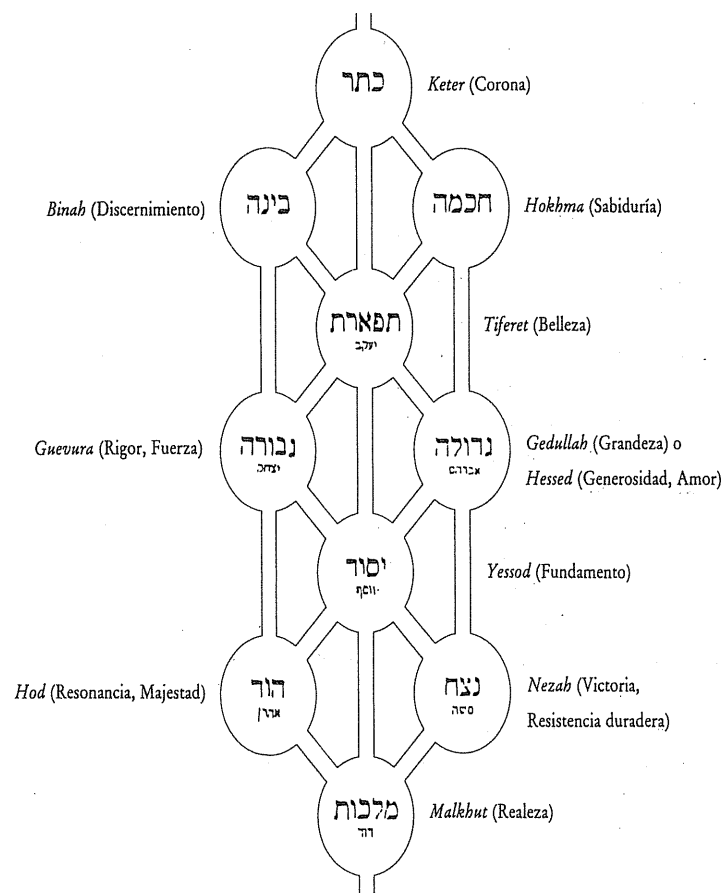 כתר
Keter (Corona)
Binah (Discernimiento)
בינה
חכמה
Hokhma (Sabiduría)
תפארת
יעקב
Tiferet (Belleza)
Guevura (Rigor, Fuerza)
גבורה
יצחק
גדולה
אברהם
Gedullah (Grandeza) o
Hessed (Generosidad, Amor)
יסוד
יוסף
Yessod (Fundamento)
Hod (Resonancia, Majestad)
הוד
אהרן
נצח
משה
Nezah (Victoria,
Resistencia duradera)
מלכות
דוד
Malkhut (Realeza)